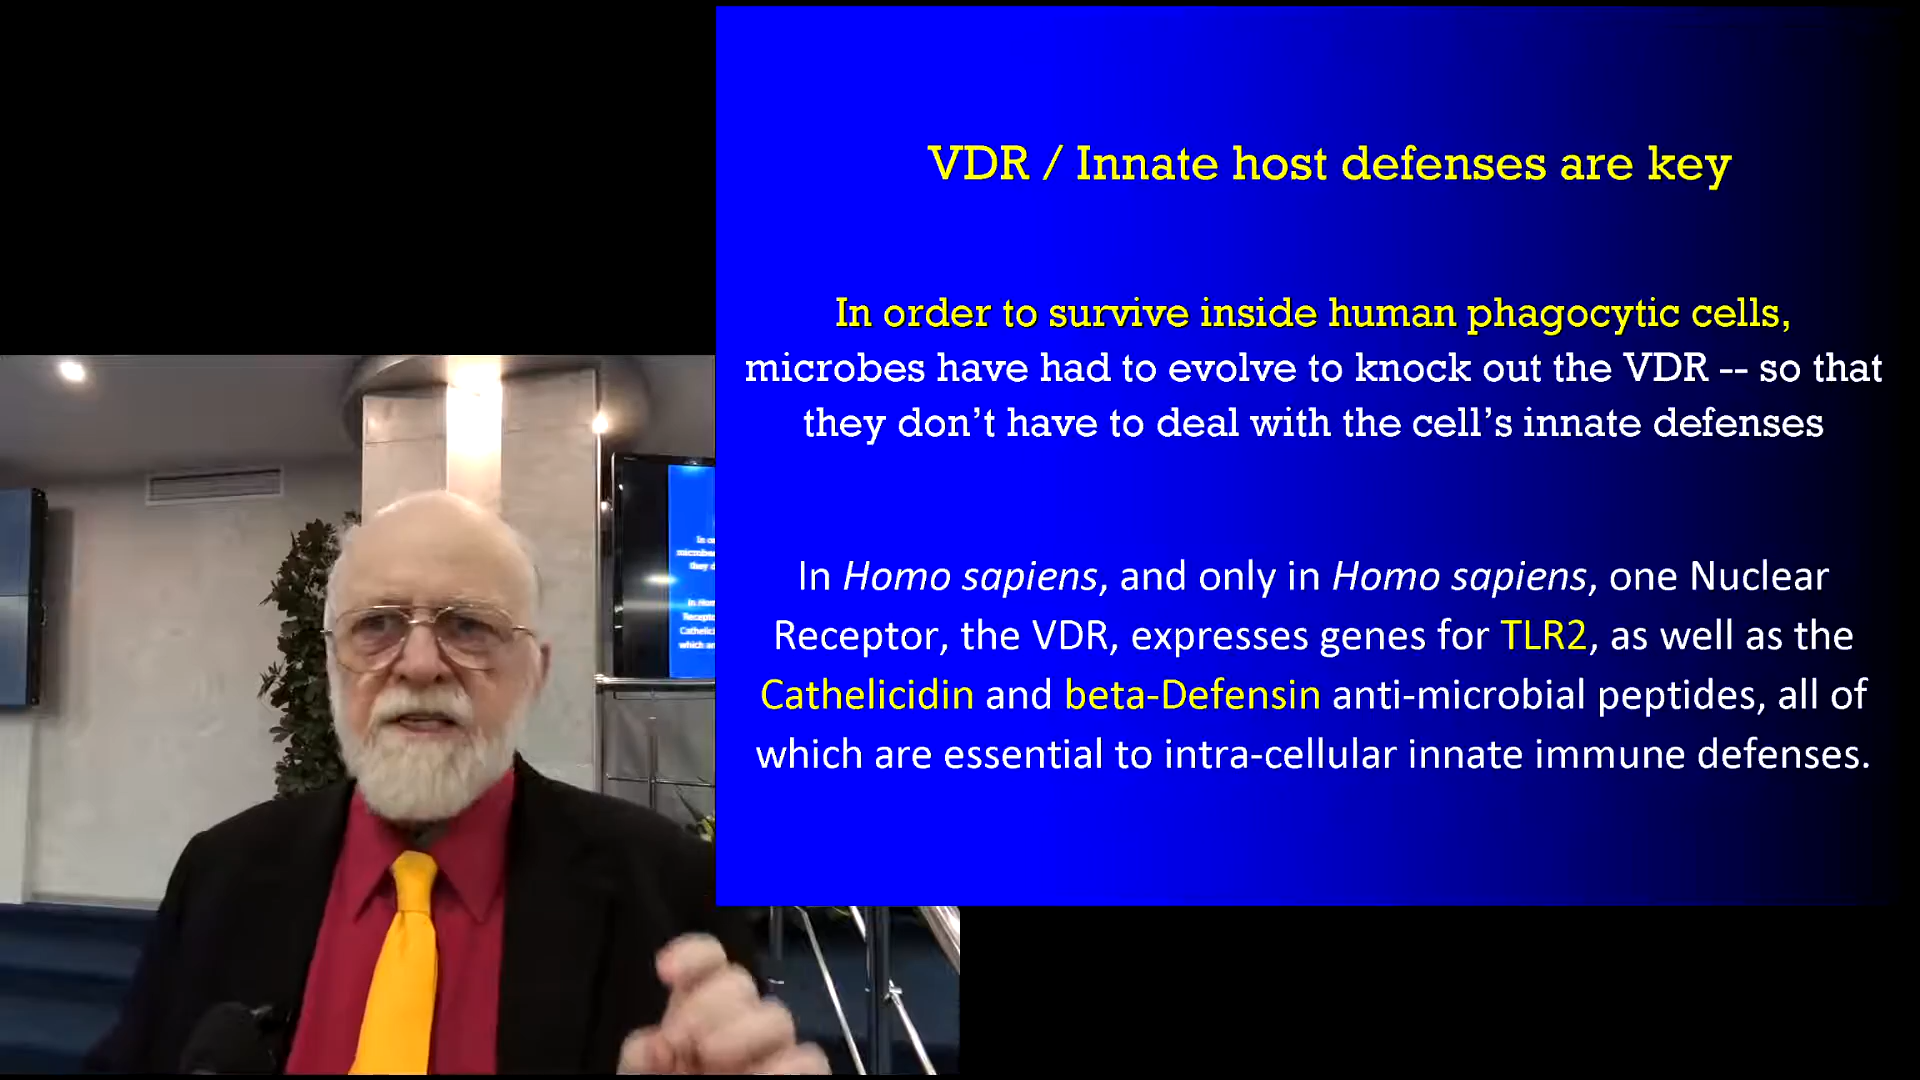 VDR / Innate host defenses are key
In order to survive inside human phagocytic cells,
microbes have had to evolve to knock out the VDR -- so that
they don’t have to deal with the cell’s innate defenses
In Homo sapiens, and only in Homo sapiens, one Nuclear
Receptor, the VDR, expresses genes for TLR2, as well as the
Cathelicidin and beta-Defensin anti-microbial peptides, all of
which are essential to intra-cellular innate immune defenses.